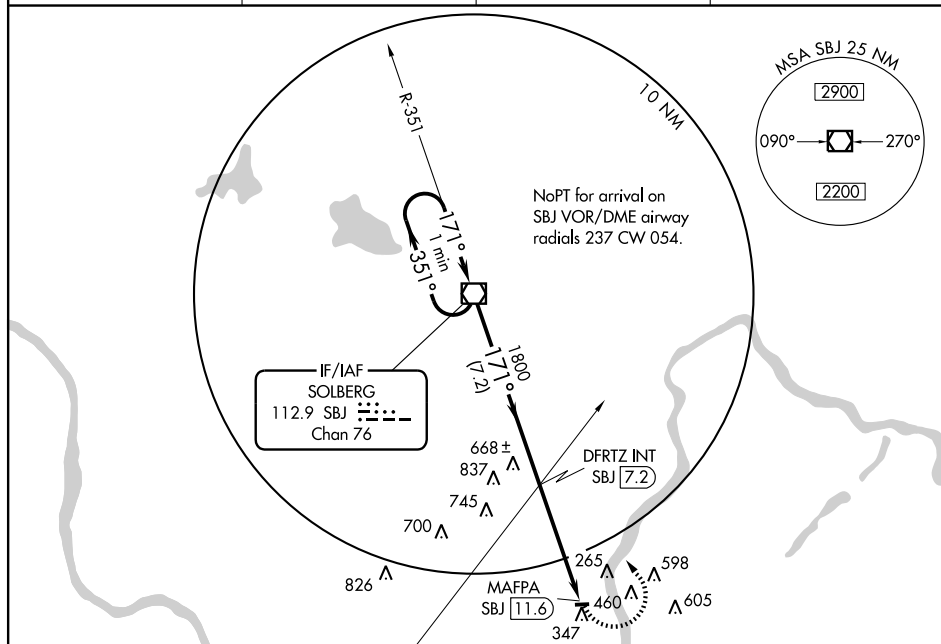 MSA SBJ 25 NM
2900
090°
270°
2200
10 NM
R-351
NoPT for arrival on
SBJ VOR/DME airway
radials 237 CW 054.
171°
1 min
351°
IF/IAF
SOLBERG
112.9 SBJ
Chan 76
1800
171°
(7.2)
668 ±
837
745
700
826
DFRTZ INT
SBJ 7.2
265
598
MAFPA
SBJ 11.6
460
605
347